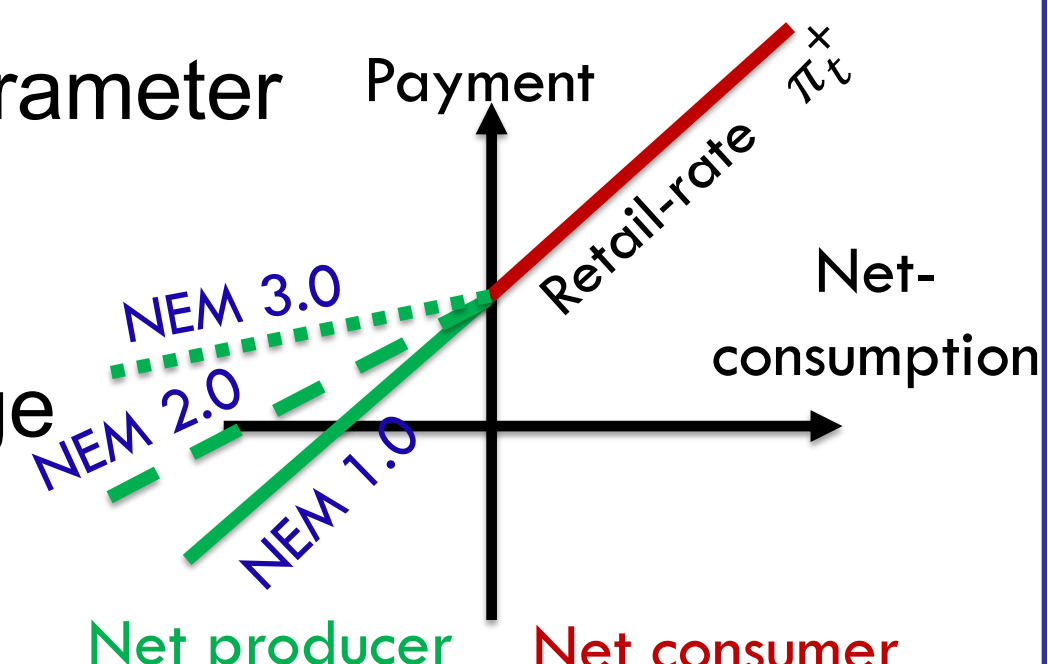 rameter
Payment
π_t^+
Retail-rate
Net-
consumption
NEM 3.0
ge
NEM 2.0
NEM 1.0
Net producer
Net consumer